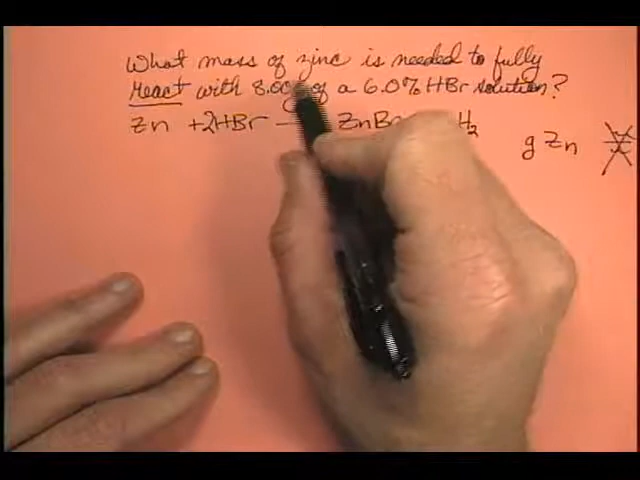 What mass of zinc is needed to fully
react with 8.00g of a 6.0% HBr solution?
Zn + 2HBr → ZnBr H₂
g Zn